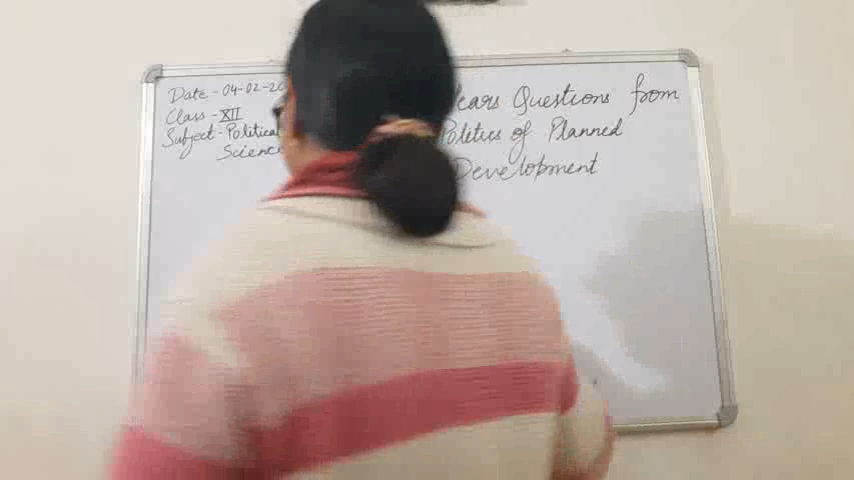 Date - 04-02-20
Class - XII
Subject - Political
Science
Years Questions from
Politics of Planned
Development